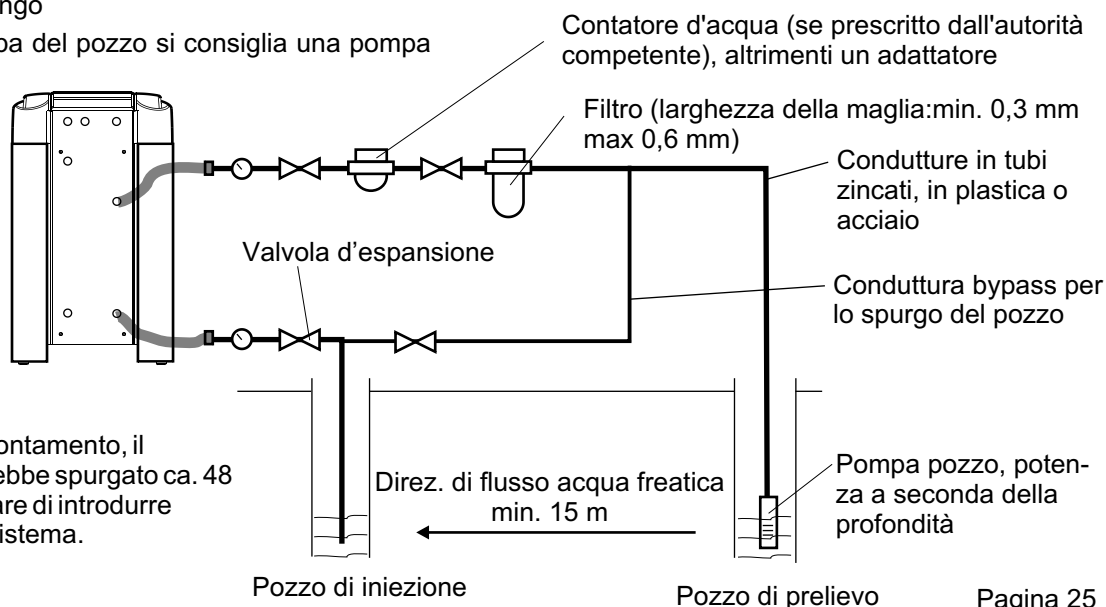 ngo
pa del pozzo si consiglia una pompa
Contatore d'acqua (se prescritto dall'autorità
competente), altrimenti un adattatore
Filtro (larghezza della maglia:min. 0,3 mm
max 0,6 mm)
Condutture in tubi
zincati, in plastica o
acciaio
Valvola d’espansione
Conduttura bypass per
lo spurgo del pozzo
ontamento, il
ebbe spurgato ca. 48
are di introdurre
istema.
Direz. di flusso acqua freatica
min. 15 m
Pompa pozzo, poten-
za a seconda della
profondità
Pozzo di iniezione
Pozzo di prelievo
Pagina 25